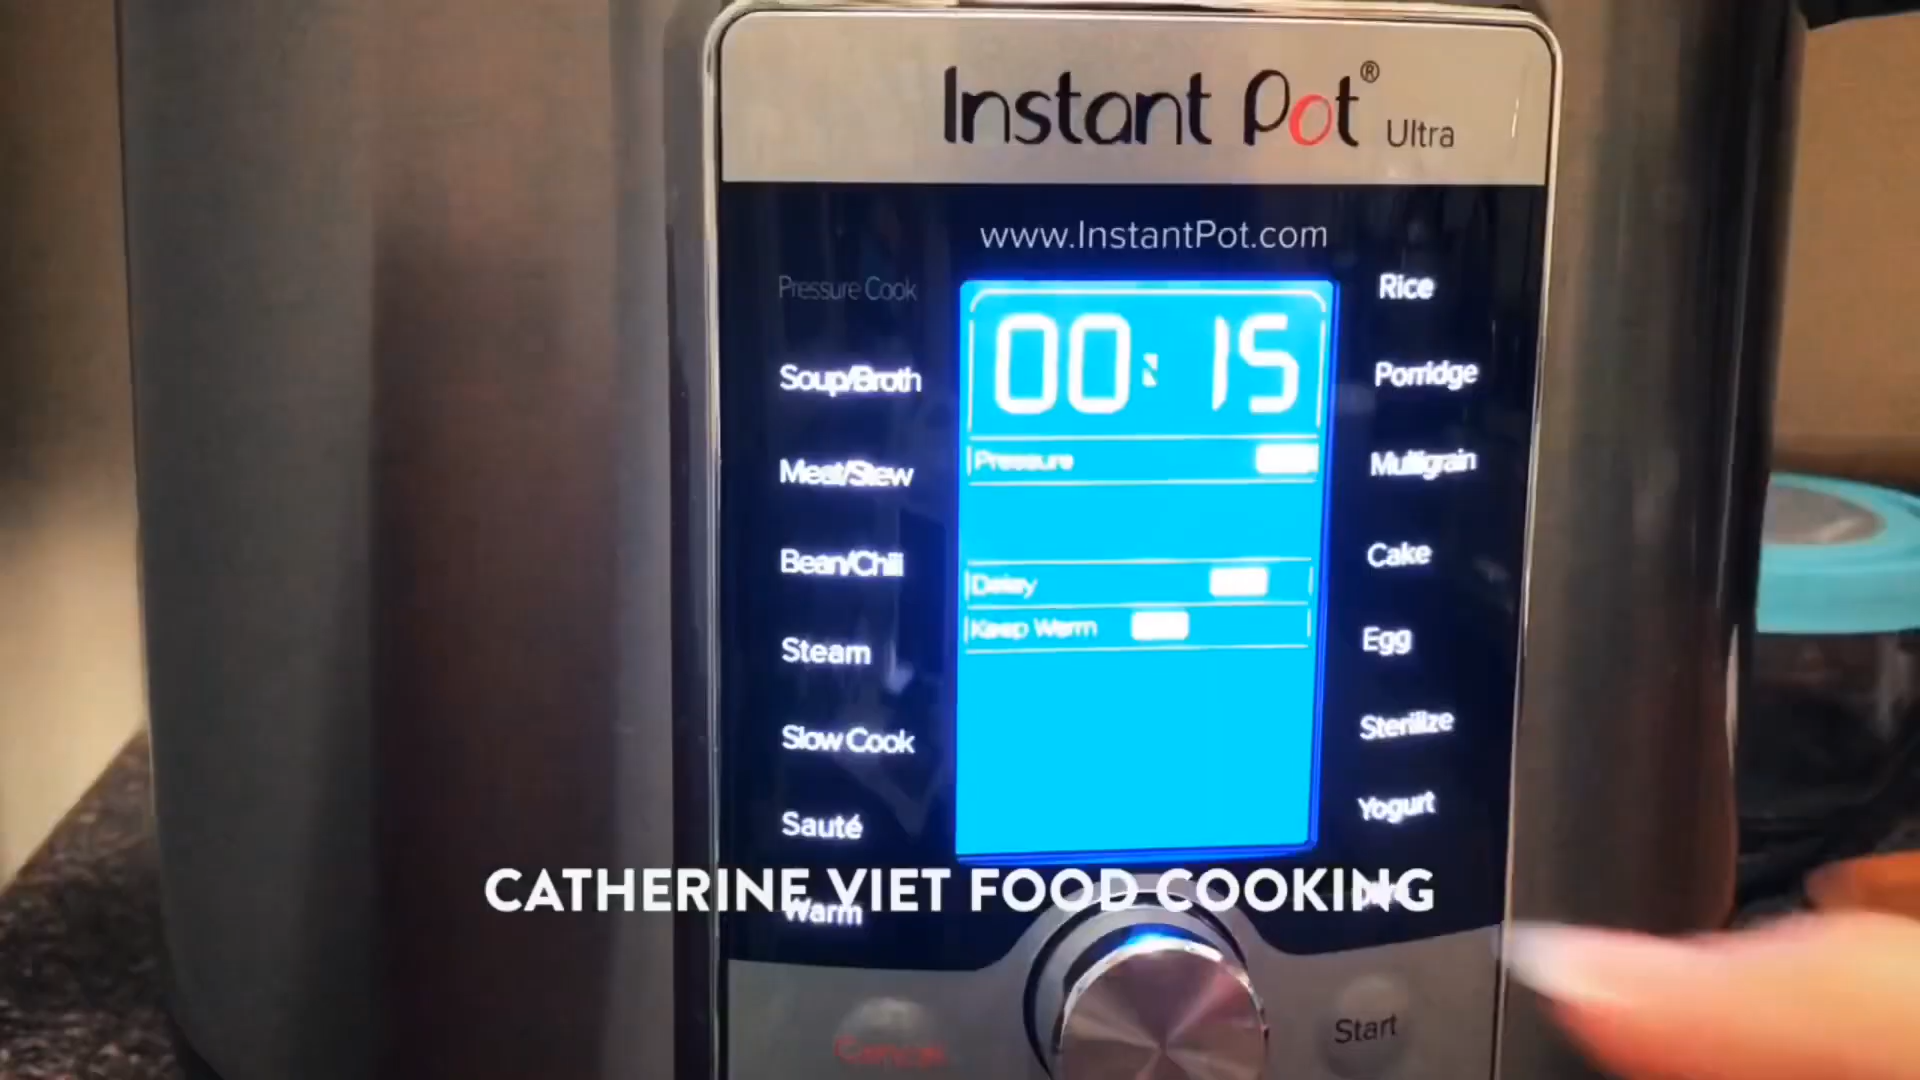 Instant Pot® Ultra
www.InstantPot.com
Pressure Cook
Soup/Broth
Meat/Stew
Bean/Chili
Steam
Slow Cook
Sauté
Warm
00:15
Pressure
Delay
Keep Warm
Rice
Porridge
Multigrain
Cake
Egg
Sterilize
Yogurt
CATHERINE VIET FOOD COOKING
Cancel
Start